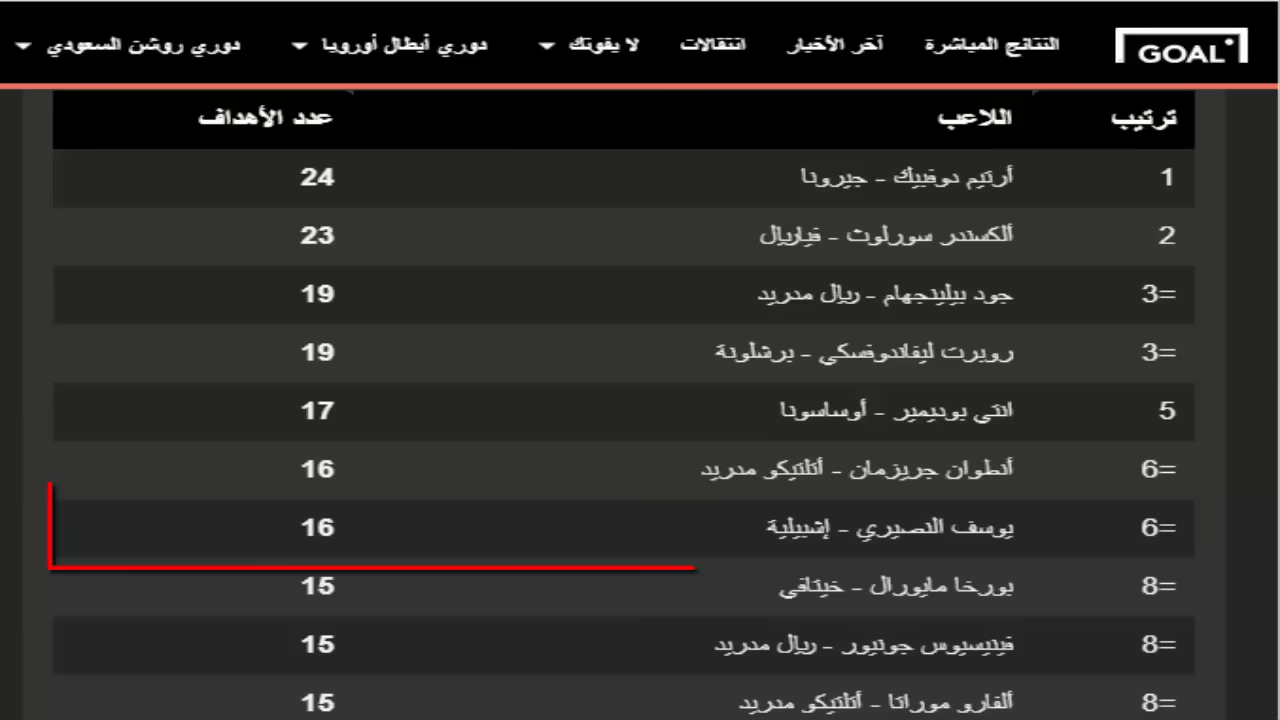 GOAL النتائج المباشرة آخر الأخبار انتقالات لا يفوتك دوري أبطال أوروبا دوري روشن السعودي
ترتيب اللاعب عدد الأهداف
1 أرتيم دوفبيك - جيرونا 24
2 ألكسندر سورلوث - فياريال 23
3= جود بيلينجهام - ريال مدريد 19
3= روبرت ليفاندوفسكي - برشلونة 19
5 انتي بوديمير - أوساسونا 17
6= أنطوان جريزمان - أتلتيكو مدريد 16
6= يوسف النصيري - إشبيلية 16
8= بورخا مايورال - خيتافي 15
8= فينيسيوس جونيور - ريال مدريد 15
8= ألفارو موراتا - أتلتيكو مدريد 15